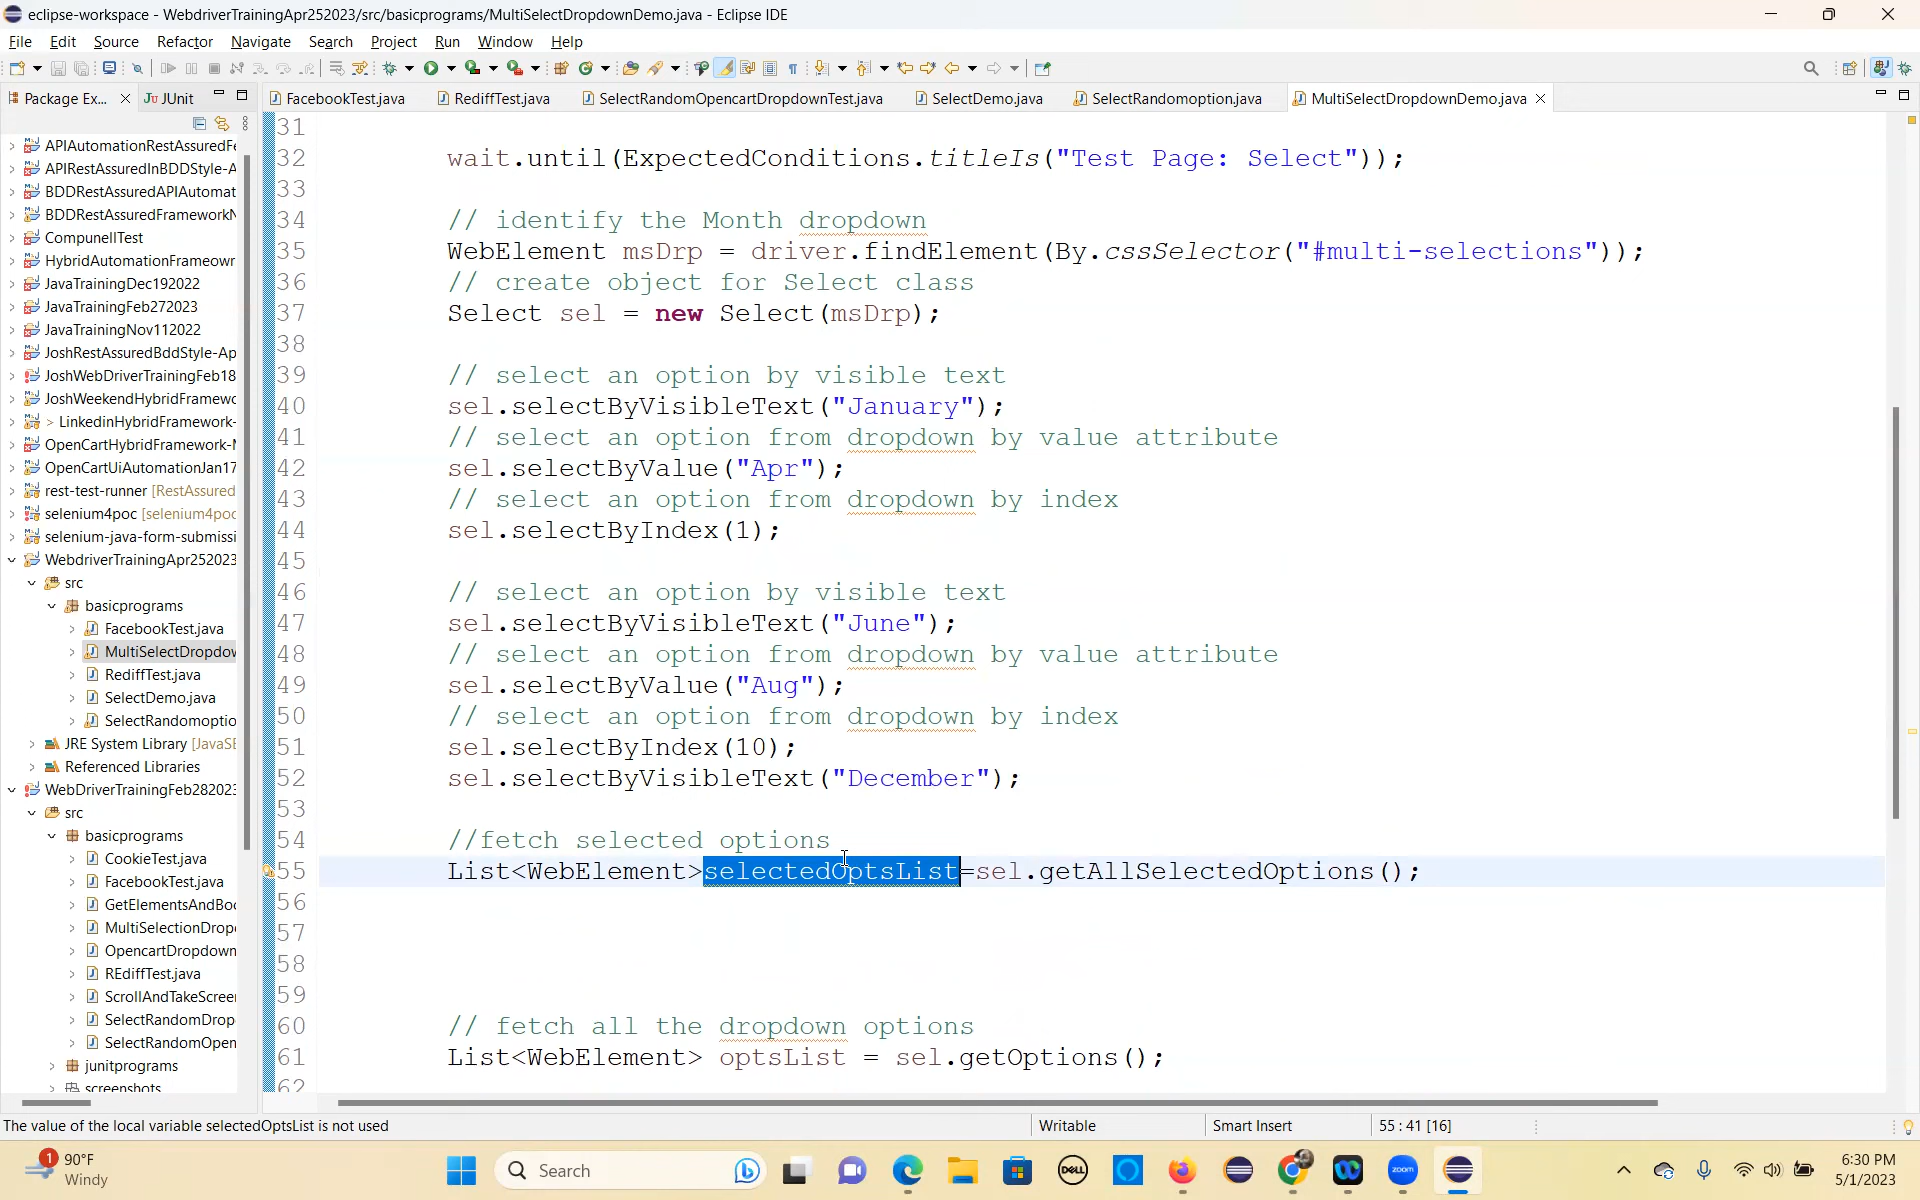 eclipse-workspace - WebdriverTrainingApr252023/src/basicprograms/MultiSelectDropdownDemo.java - Eclipse IDE
File Edit Source Refactor Navigate Search Project Run Window Help
Package Ex... JUnit FacebookTest.java RediffTest.java SelectRandomOpencartDropdownTest.java SelectDemo.java SelectRandomoption.java MultiSelectDropdownDemo.java
APIAutomationRestAssuredFe
APIRestAssuredInBDDStyle-A
BDDRestAssuredAPIAutomat
BDDRestAssuredFrameworkN
CompunellTest
HybridAutomationFrameowr
JavaTrainingDec192022
JavaTrainingFeb272023
JavaTrainingNov112022
JoshRestAssuredBddStyle-Ap
JoshWebDriverTrainingFeb18
JoshWeekendHybridFramewo
> LinkedinHybridFramework-
OpenCartHybridFramework-M
OpenCartUiAutomationJan17
rest-test-runner [RestAssured
selenium4poc [selenium4poc
selenium-java-form-submissi
WebdriverTrainingApr252023
src
basicprograms
FacebookTest.java
MultiSelectDropdow
RediffTest.java
SelectDemo.java
SelectRandomoptio
JRE System Library [JavaSE
Referenced Libraries
WebDriverTrainingFeb282023
src
basicprograms
CookieTest.java
FacebookTest.java
GetElementsAndBoo
MultiSelectionDrop
OpencartDropdown
REdiffTest.java
ScrollAndTakeScreen
SelectRandomDrop
SelectRandomOpen
junitprograms
screenshots
31
32 wait.until(ExpectedConditions.titleIs("Test Page: Select"));
33
34 // identify the Month dropdown
35 WebElement msDrp = driver.findElement(By.cssSelector("#multi-selections"));
36 // create object for Select class
37 Select sel = new Select(msDrp);
38
39 // select an option by visible text
40 sel.selectByVisibleText("January");
41 // select an option from dropdown by value attribute
42 sel.selectByValue("Apr");
43 // select an option from dropdown by index
44 sel.selectByIndex(1);
45
46 // select an option by visible text
47 sel.selectByVisibleText("June");
48 // select an option from dropdown by value attribute
49 sel.selectByValue("Aug");
50 // select an option from dropdown by index
51 sel.selectByIndex(10);
52 sel.selectByVisibleText("December");
53
54 //fetch selected options
55 List<WebElement>selectedOptsList=sel.getAllSelectedOptions();
56
57
58
59
60 // fetch all the dropdown options
61 List<WebElement> optsList = sel.getOptions();
62
The value of the local variable selectedOptsList is not used Writable Smart Insert 55 : 41 [16]
1 90°F
Windy
Search
DELL
zoom
6:30 PM
5/1/2023